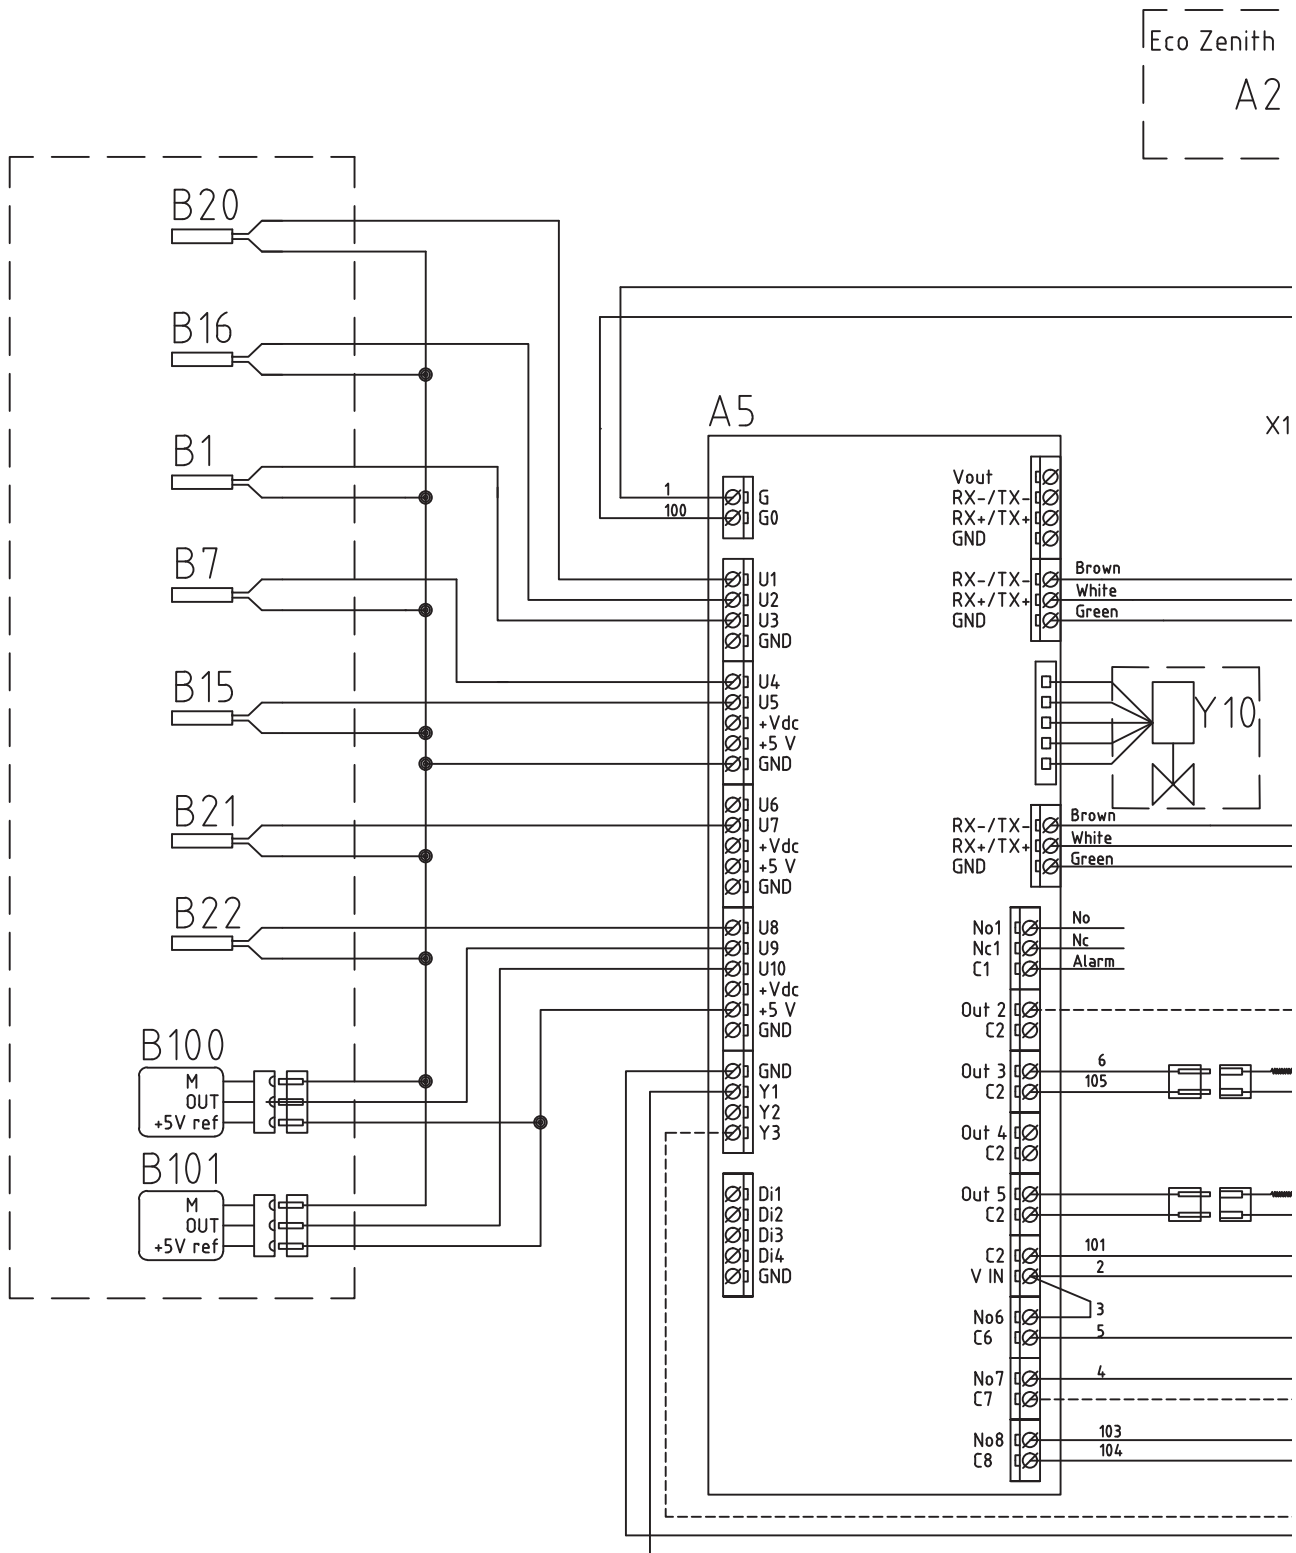 Eco Zenith
A2
B20
B16
B1
B7
B15
B21
B22
B100
M
OUT
+5V ref
B101
M
OUT
+5V ref
A5
X1
1
G
100
G0
U1
U2
U3
GND
U4
U5
+Vdc
+5 V
GND
U6
U7
+Vdc
+5 V
GND
U8
U9
U10
+Vdc
+5 V
GND
GND
Y1
Y2
Y3
Di1
Di2
Di3
Di4
GND
Vout
RX-/TX-
RX+/TX+
GND
RX-/TX- Brown
RX+/TX+ White
GND Green
Y10
RX-/TX- Brown
RX+/TX+ White
GND Green
No1 No
Nc1 Nc
C1 Alarm
Out 2
C2
Out 3 6
C2 105
Out 4
C2
Out 5
C2
C2 101
V IN 2
No6 3
C6 5
No7 4
C7
No8 103
C8 104